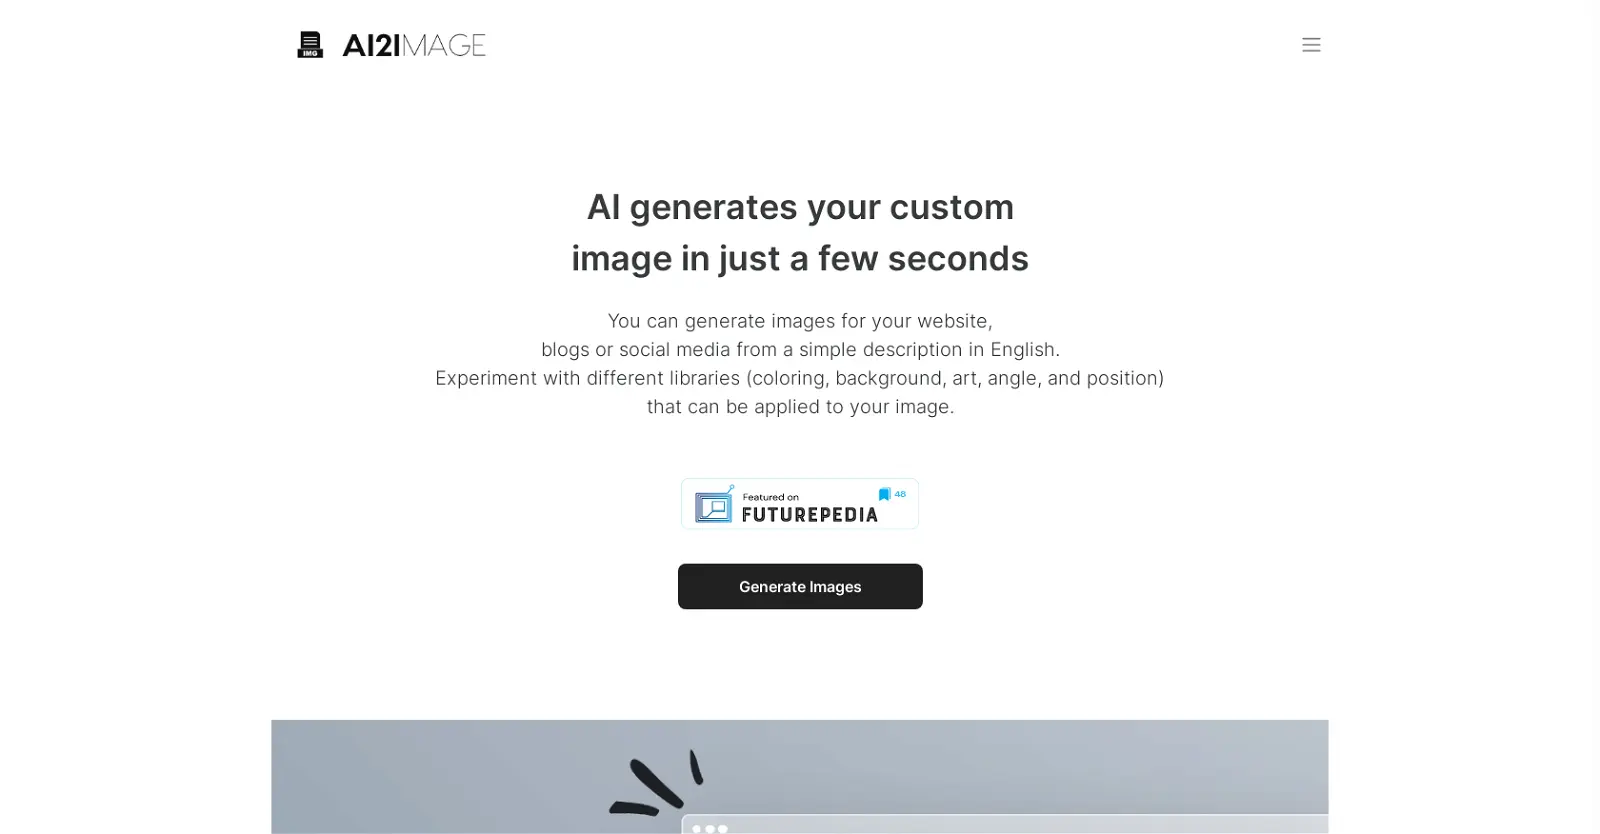 IMG
AI2IMAGE
AI generates your custom
image in just a few seconds
You can generate images for your website,
blogs or social media from a simple description in English.
Experiment with different libraries (coloring, background, art, angle, and position)
that can be applied to your image.
Featured on
48
FUTUREPEDIA
Generate Images